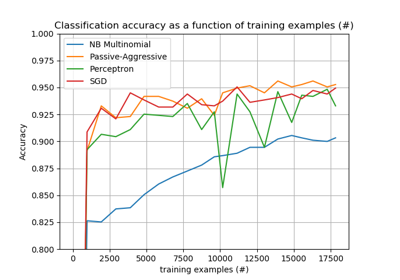 Classification accuracy as a function of training examples (#)
1.000
0.975
0.950
0.925
0.900
0.875
0.850
0.825
0.800
Accuracy
NB Multinomial
Passive-Aggressive
Perceptron
SGD
0 2500 5000 7500 10000 12500 15000 17500
training examples (#)